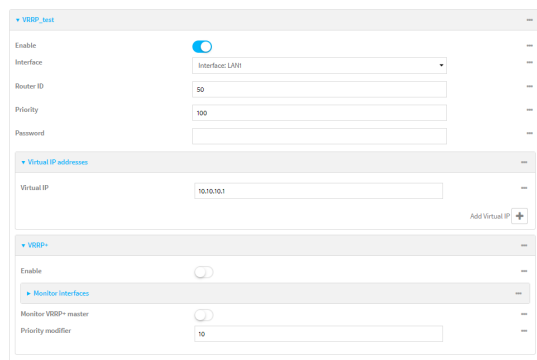 VRRP_test
Enable
Interface
Interface: LAN1
Router ID
50
Priority
100
Password
Virtual IP addresses
Virtual IP
10.10.10.1
Add Virtual IP
VRRP+
Enable
Monitor interfaces
Monitor VRRP+ master
Priority modifier
10